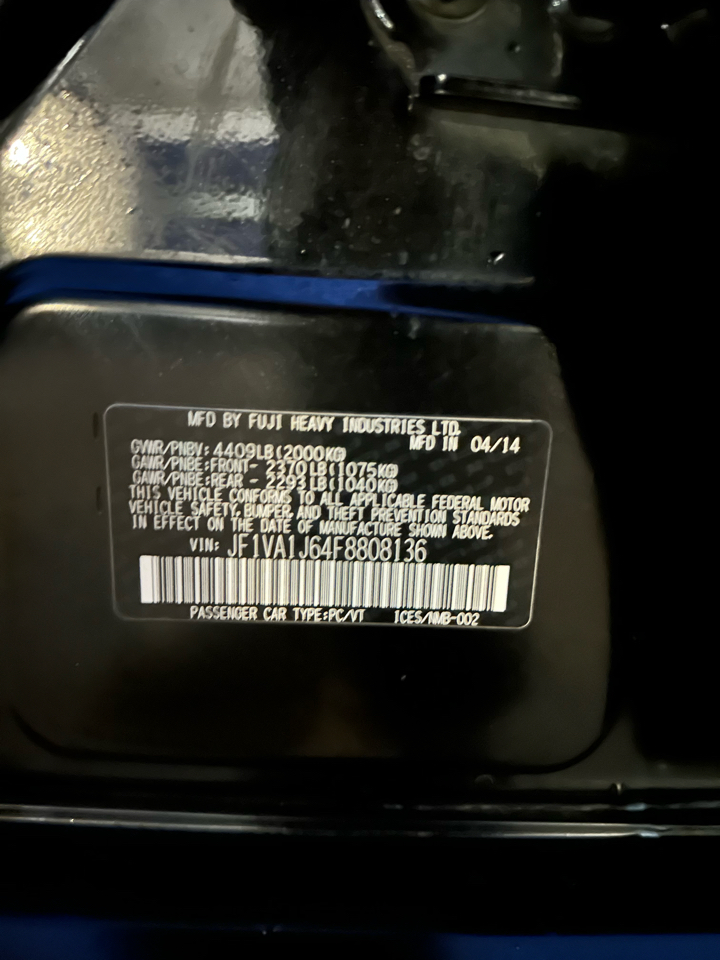 MFD BY FUJI HEAVY INDUSTRIES LTD.
MFD IN 04/14
GVWR/PNBV: 4409LB(2000KG)
GAWR/PNBE:FRONT- 2370LB(1075KG)
GAWR/PNBE:REAR - 2293LB(1040KG)
THIS VEHICLE CONFORMS TO ALL APPLICABLE FEDERAL MOTOR
VEHICLE SAFETY, BUMPER, AND THEFT PREVENTION STANDARDS
IN EFFECT ON THE DATE OF MANUFACTURE SHOWN ABOVE.
VIN: JF1VA1J64F8808136
PASSENGER CAR TYPE:PC/VT ICES/NMB-002